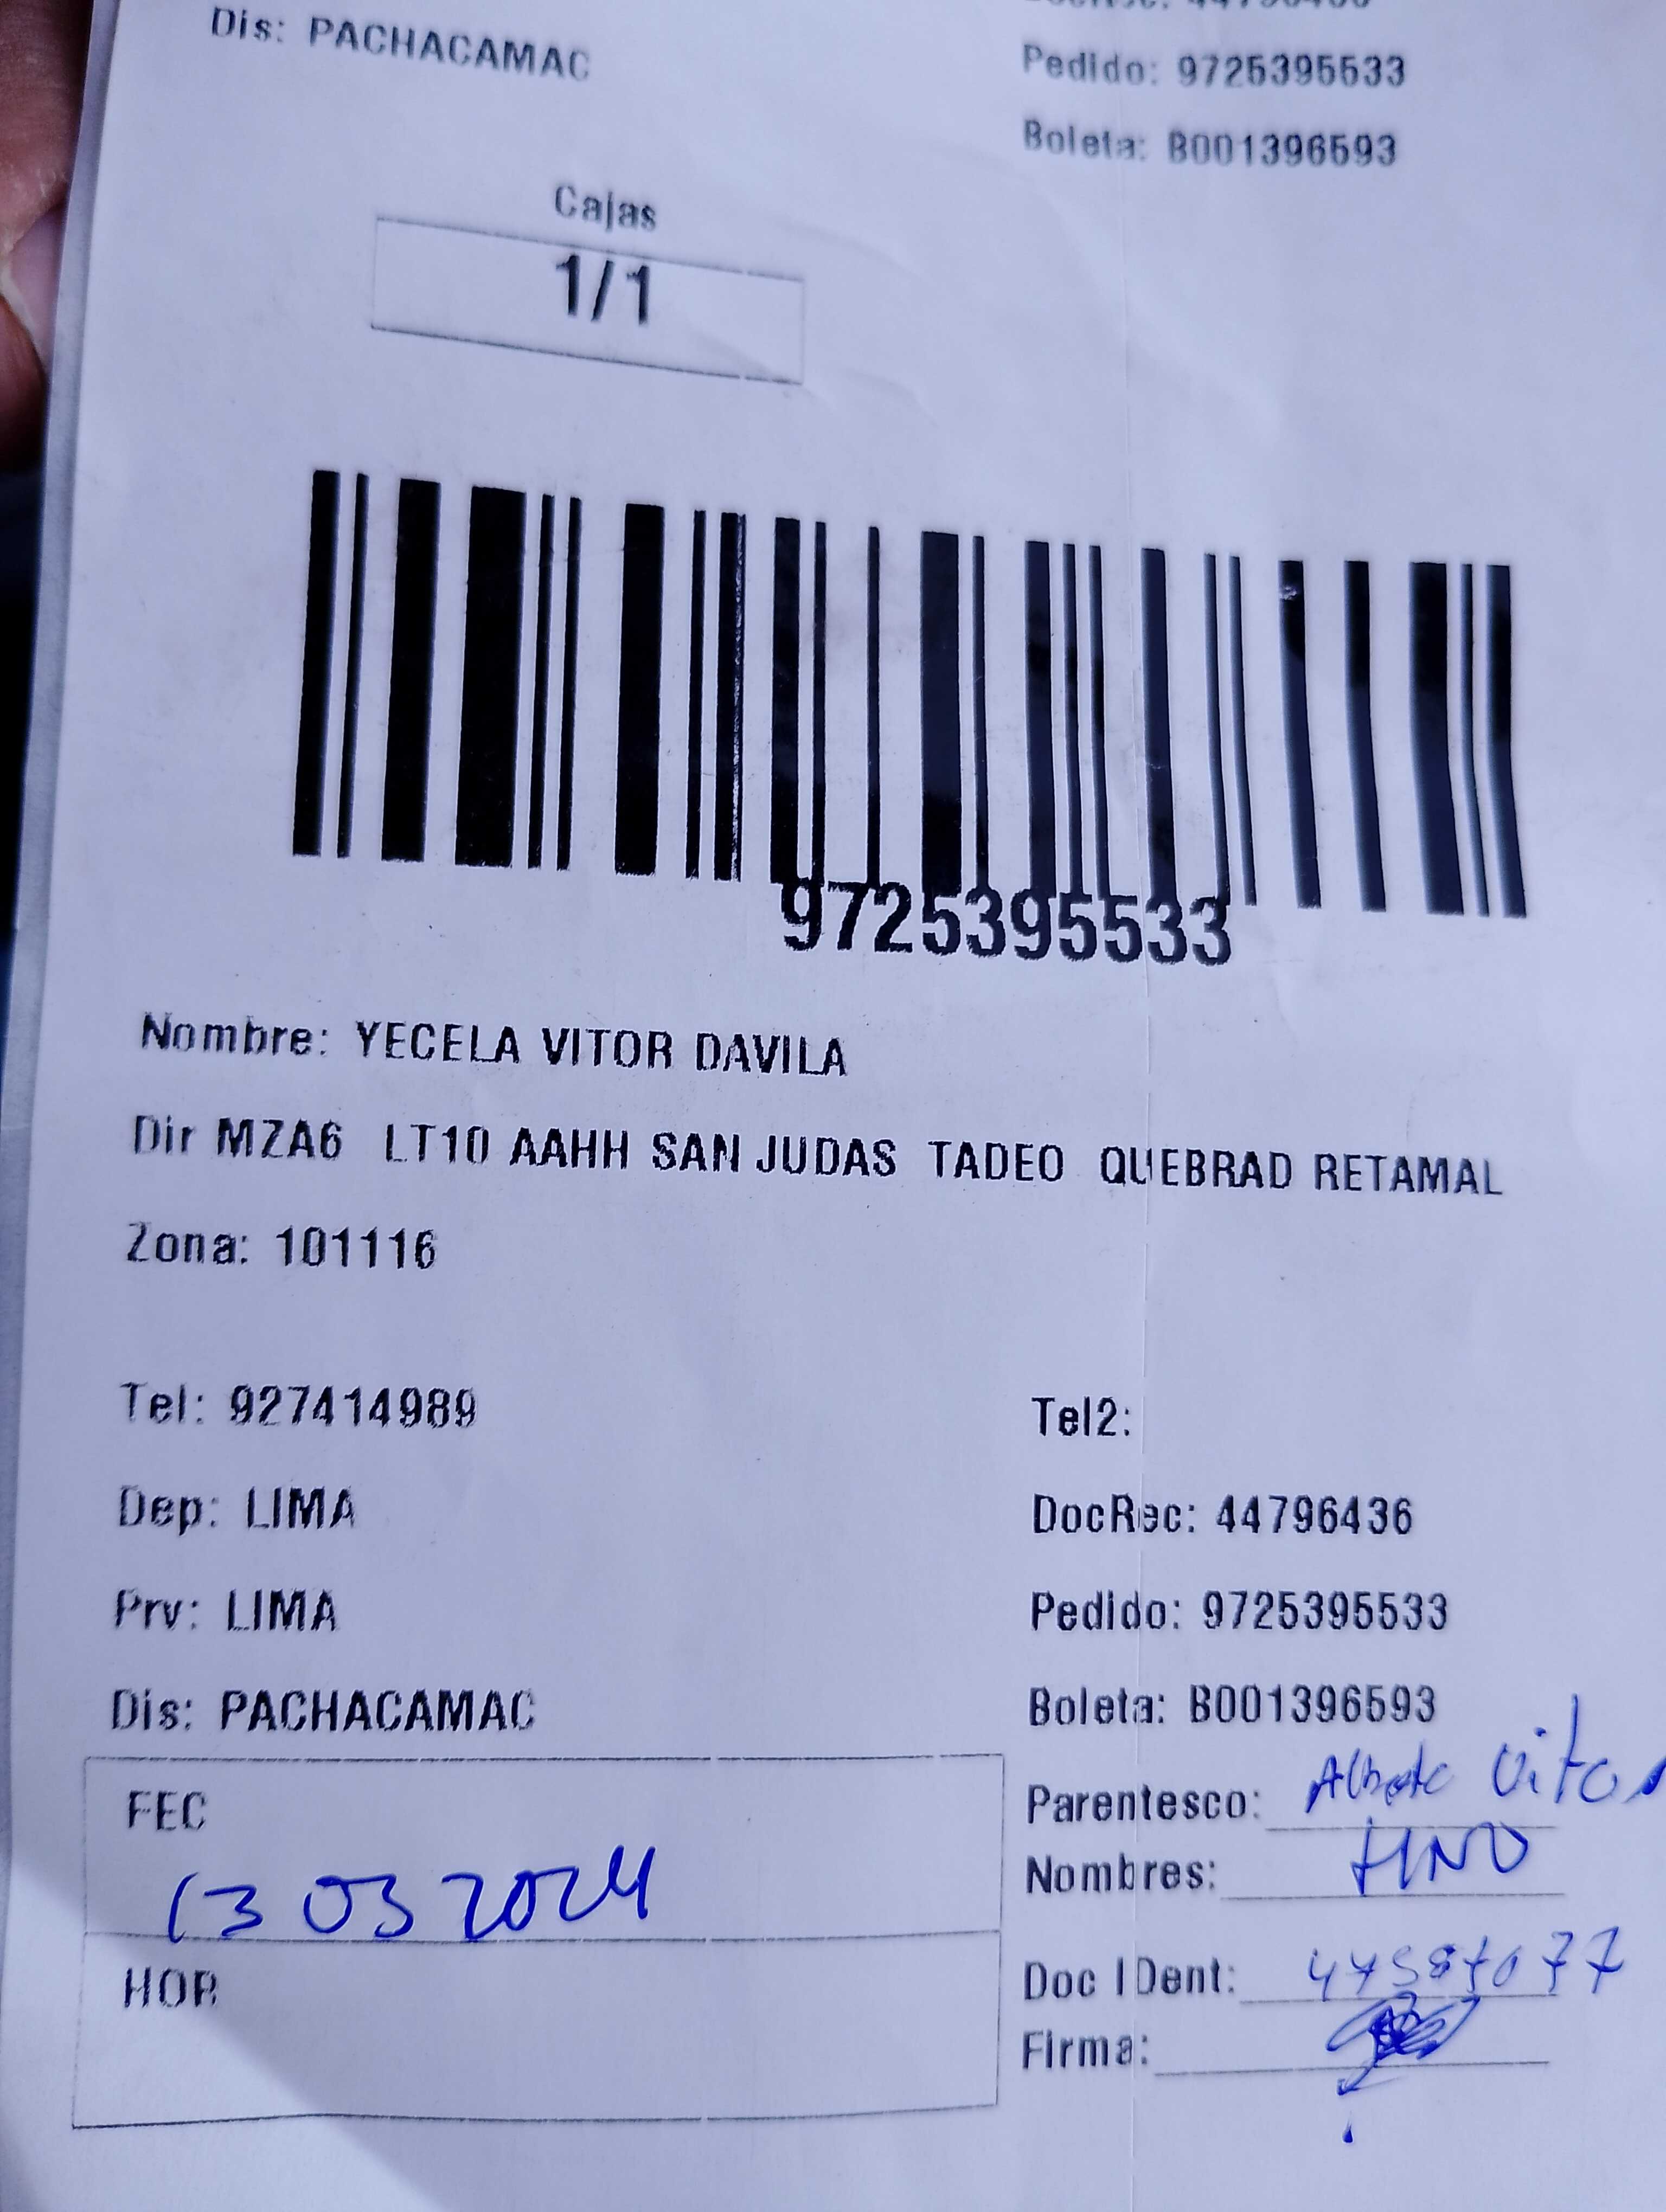 Dis: PACHACAMAC
Pedido: 9725395533
Boleta: B001396593
Cajas
1/1
9725395533
Nombre: YECELA VITOR DAVILA
Dir MZA6 LT10 AAHH SAN JUDAS TADEO QUEBRAD RETAMAL
Zona: 101116
Tel: 927414989
Tel2:
Dep: LIMA
DocRec: 44796436
Prv: LIMA
Pedido: 9725395533
Dis: PACHACAMAC
Boleta: B001396593
FEC
13 03 2024
HOR
Parentesco: Vitor
Nombres:
Doc IDent:
Firma: